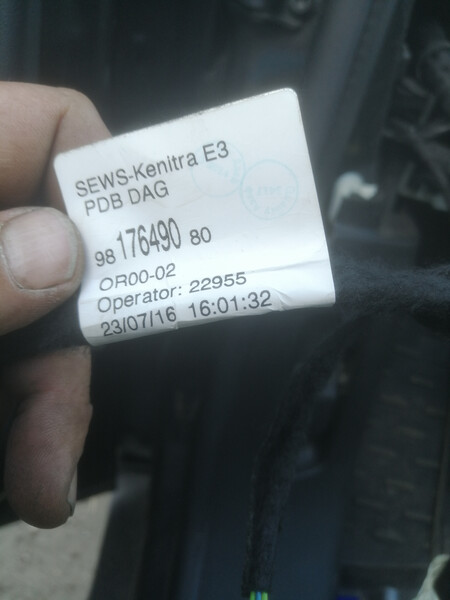 SEWS-Kenitra E3
PDB DAG
98 176490 80
OR00-02
Operator: 22955
23/07/16 16:01:32